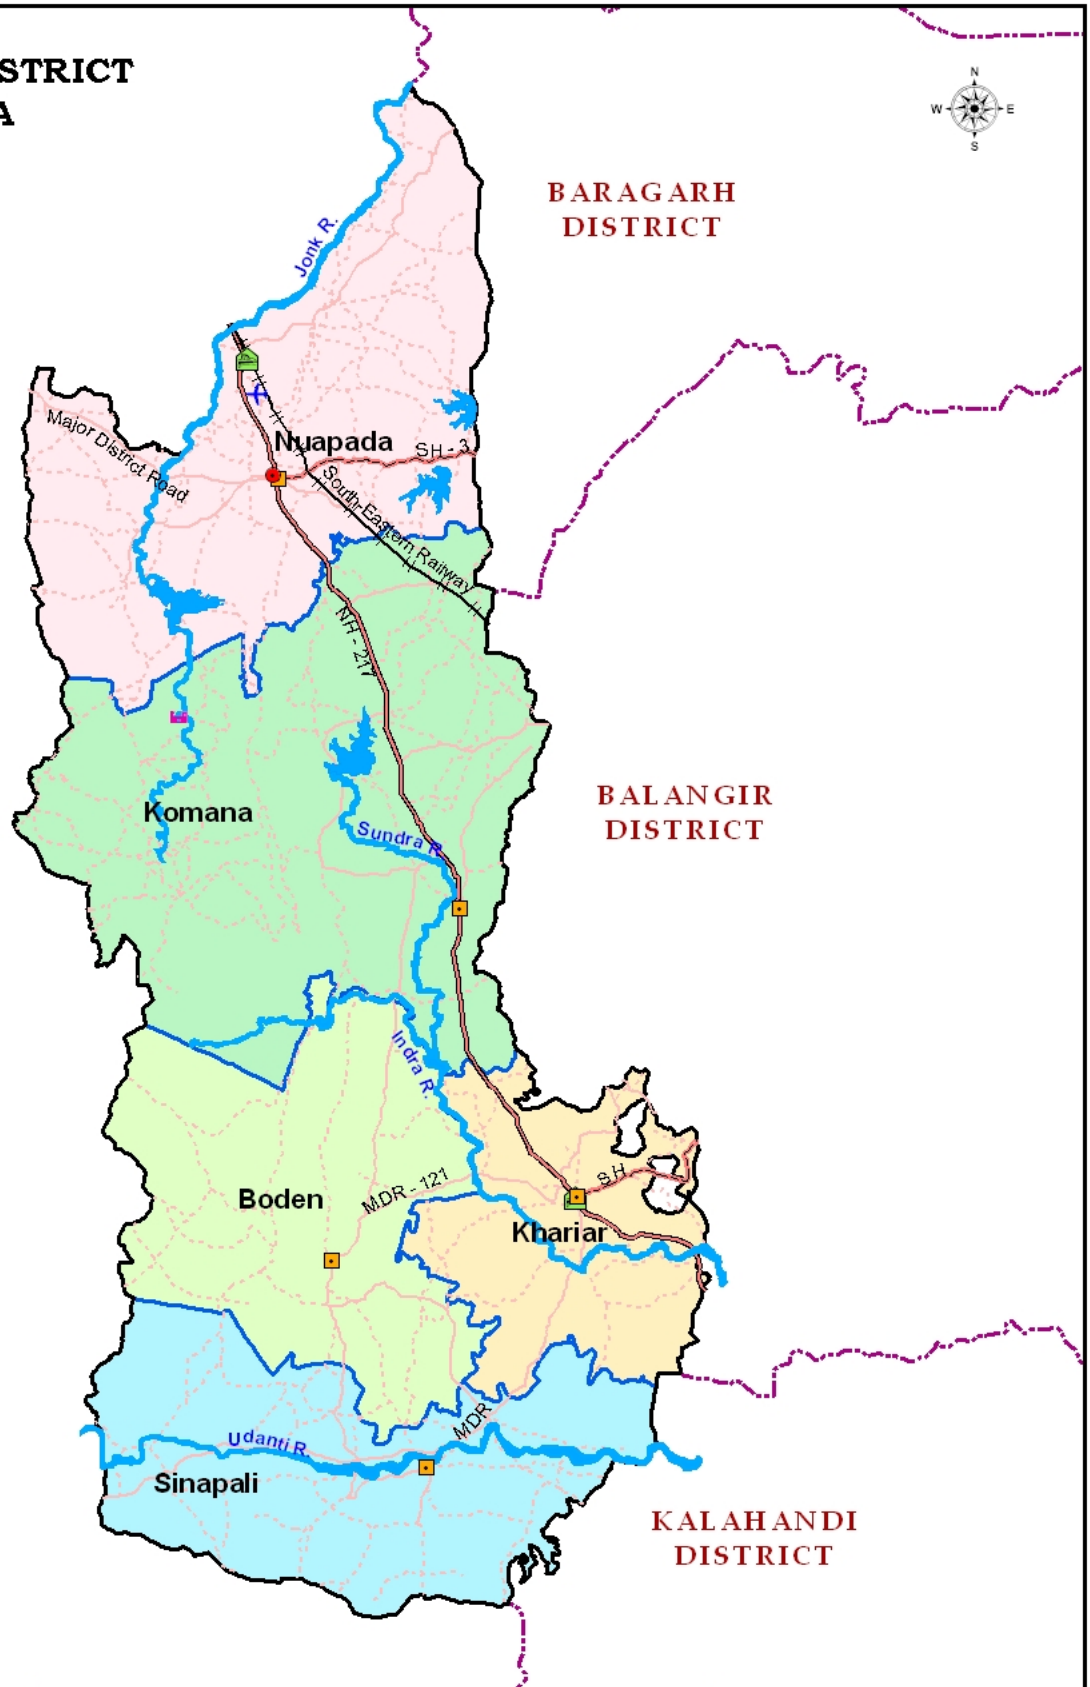 STRICT
A
N
W E
S
BARAGARH
DISTRICT
Jonk R.
Major District Road
Nuapada
SH - 3
South Eastern Railway
NH - 217
Komana
Sundra R.
BALANGIR
DISTRICT
Indra R.
MDR - 121
SH
Boden
Khariar
MDR
Udanti R.
Sinapali
KALAHANDI
DISTRICT